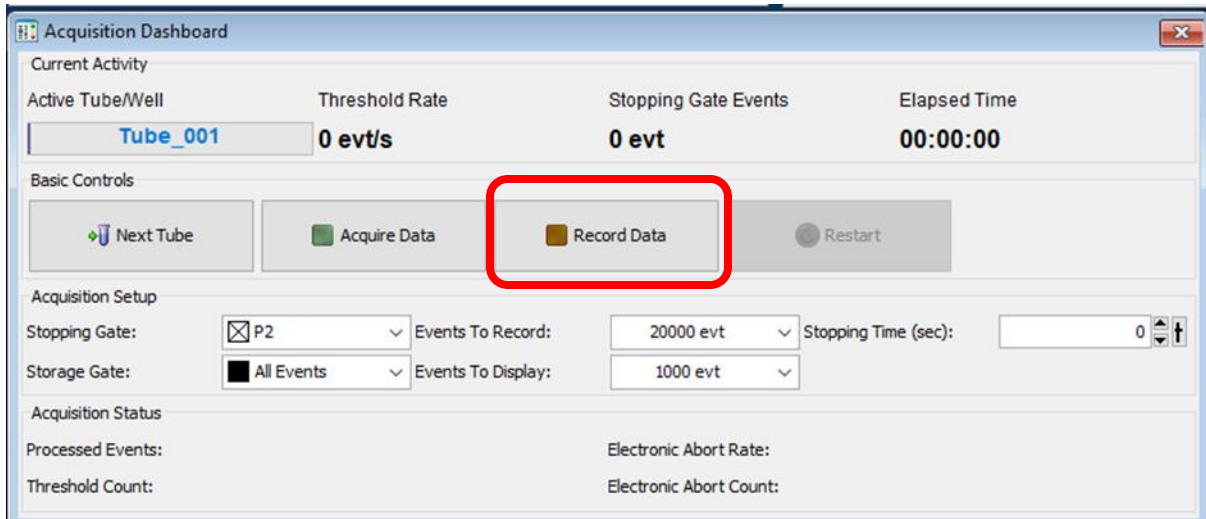 Acquisition Dashboard
Current Activity
Active Tube/Well Threshold Rate Stopping Gate Events Elapsed Time
Tube_001 0 evt/s 0 evt 00:00:00
Basic Controls
Next Tube Acquire Data Record Data Restart
Acquisition Setup
Stopping Gate: P2 Events To Record: 20000 evt Stopping Time (sec): 0
Storage Gate: All Events Events To Display: 1000 evt
Acquisition Status
Processed Events: Electronic Abort Rate:
Threshold Count: Electronic Abort Count: